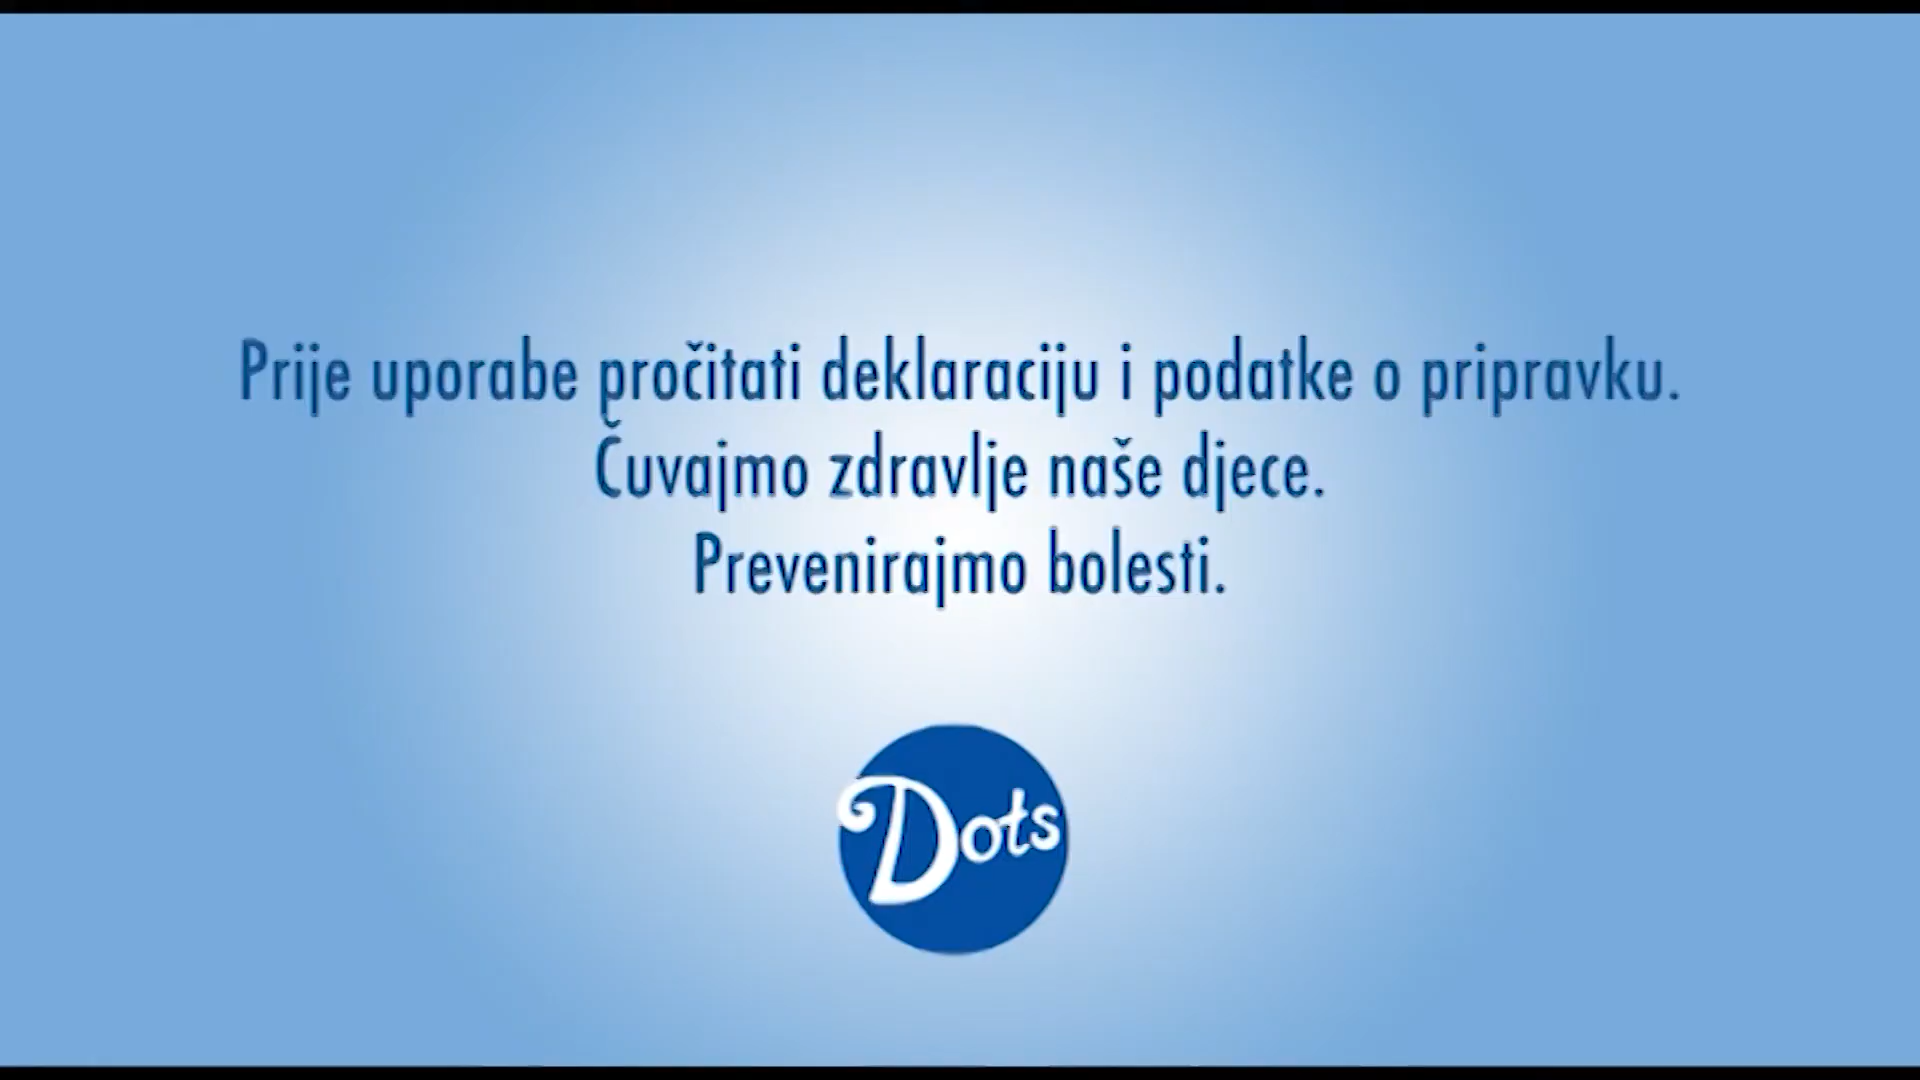 Prije uporabe pročitati deklaraciju i podatke o pripravku.
Čuvajmo zdravlje naše djece.
Prevenirajmo bolesti.
Dots